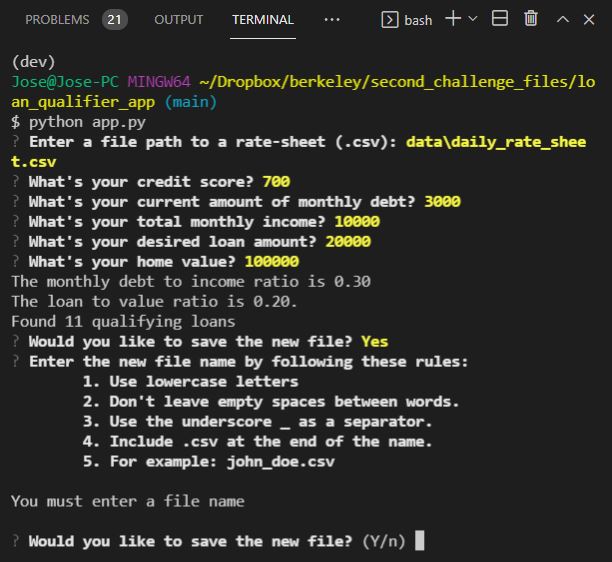 PROBLEMS 21 OUTPUT TERMINAL ... bash
(dev)
Jose@Jose-PC MINGW64 ~/Dropbox/berkeley/second_challenge_files/lo
an_qualifier_app (main)
$ python app.py
? Enter a file path to a rate-sheet (.csv): data\daily_rate_shee
t.csv
? What's your credit score? 700
? What's your current amount of monthly debt? 3000
? What's your total monthly income? 10000
? What's your desired loan amount? 20000
? What's your home value? 100000
The monthly debt to income ratio is 0.30
The loan to value ratio is 0.20.
Found 11 qualifying loans
? Would you like to save the new file? Yes
? Enter the new file name by following these rules:
1. Use lowercase letters
2. Don't leave empty spaces between words.
3. Use the underscore _ as a separator.
4. Include .csv at the end of the name.
5. For example: john_doe.csv
You must enter a file name
? Would you like to save the new file? (Y/n)